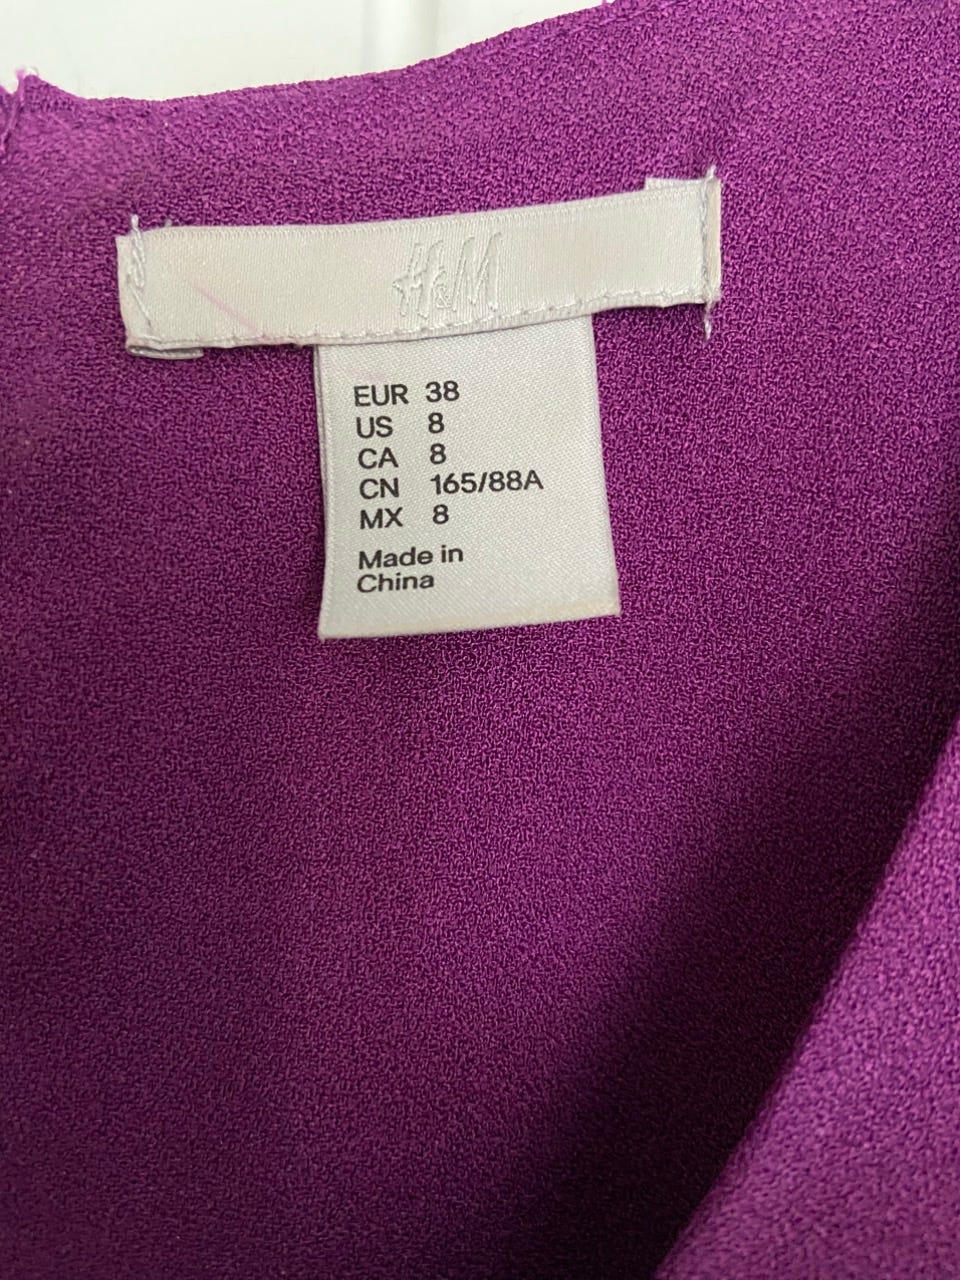 H&M
EUR 38
US 8
CA 8
CN 165/88A
MX 8
Made in
China